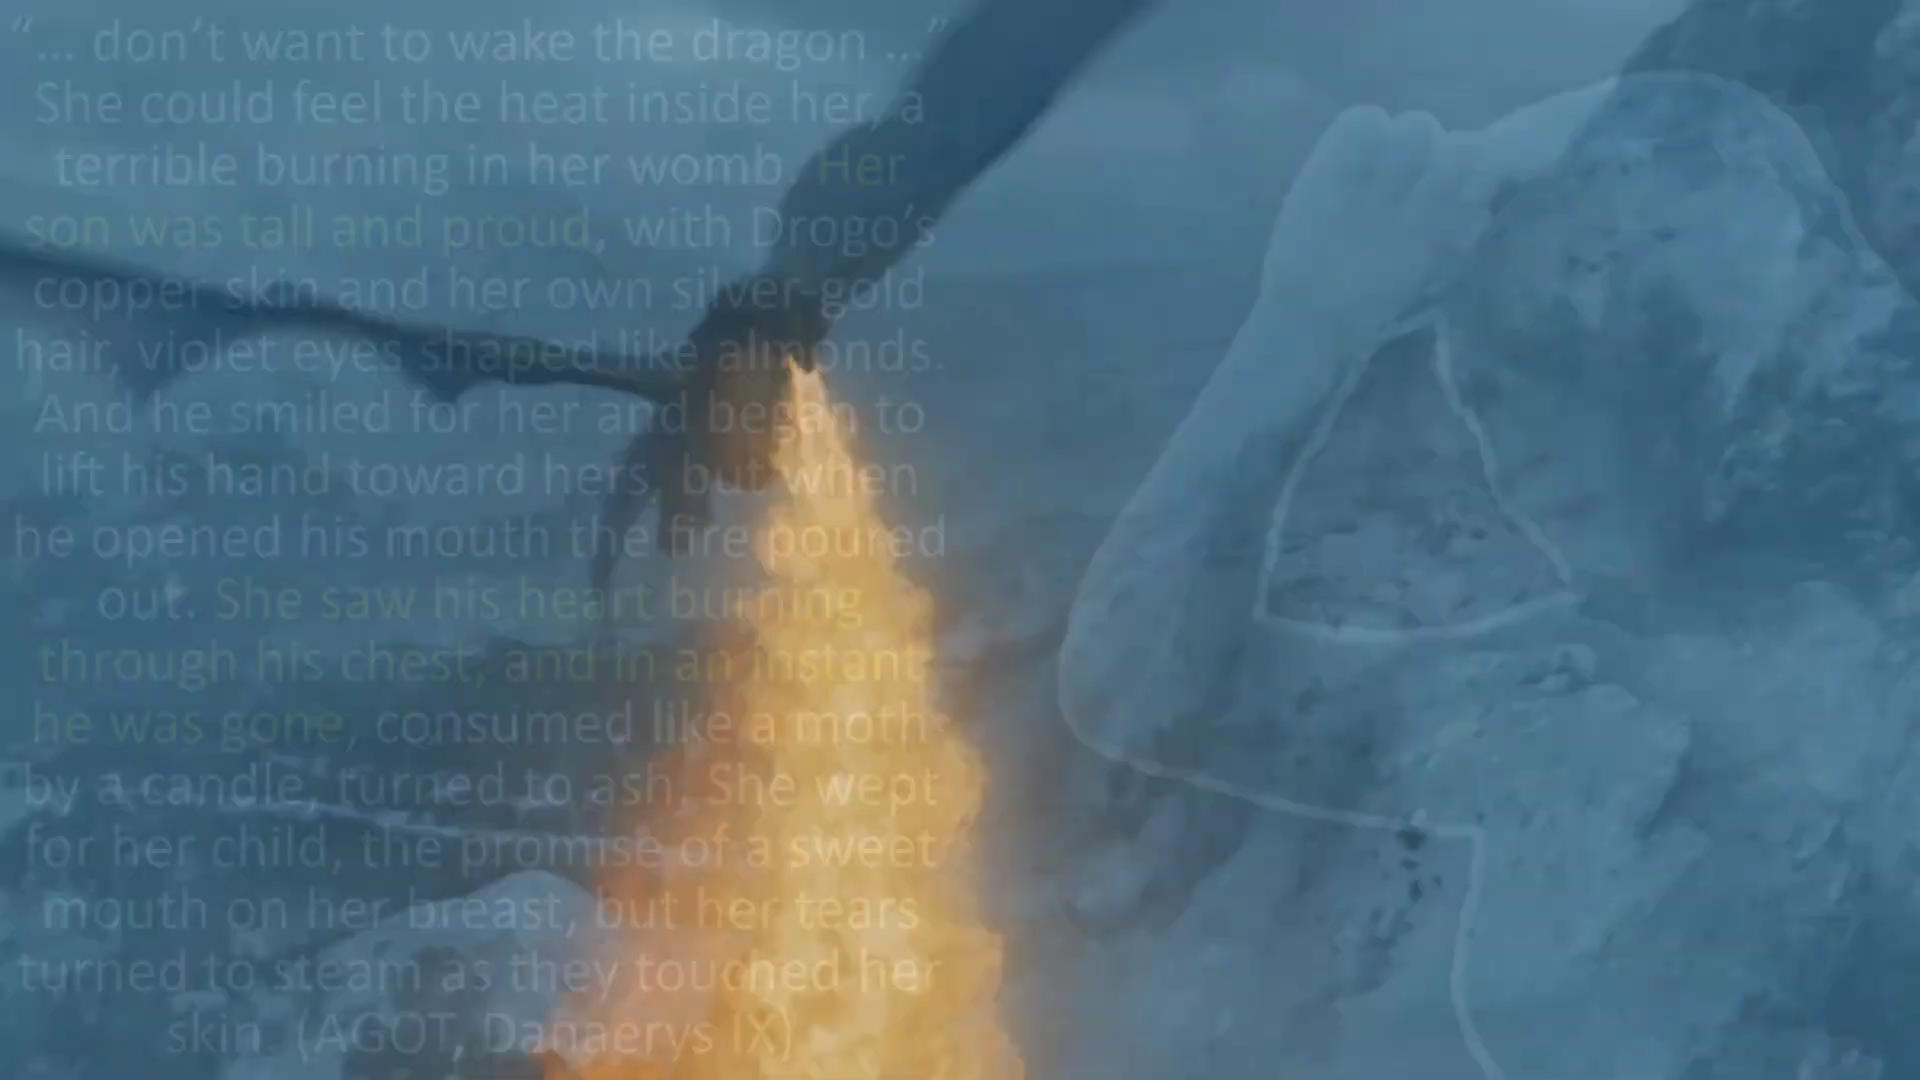 “... don’t want to wake the dragon ...”
She could feel the heat inside her, a
terrible burning in her womb. Her
son was tall and proud, with Drogo’s
copper skin and her own silver-gold
hair, violet eyes shaped like almonds.
And he smiled for her and began to
lift his hand toward hers, but when
he opened his mouth the fire poured
out. She saw his heart burning
through his chest, and in an instant
he was gone, consumed like a moth
by a candle, turned to ash. She wept
for her child, the promise of a sweet
mouth on her breast, but her tears
turned to steam as they touched her
skin. (AGOT, Danaerys IX)